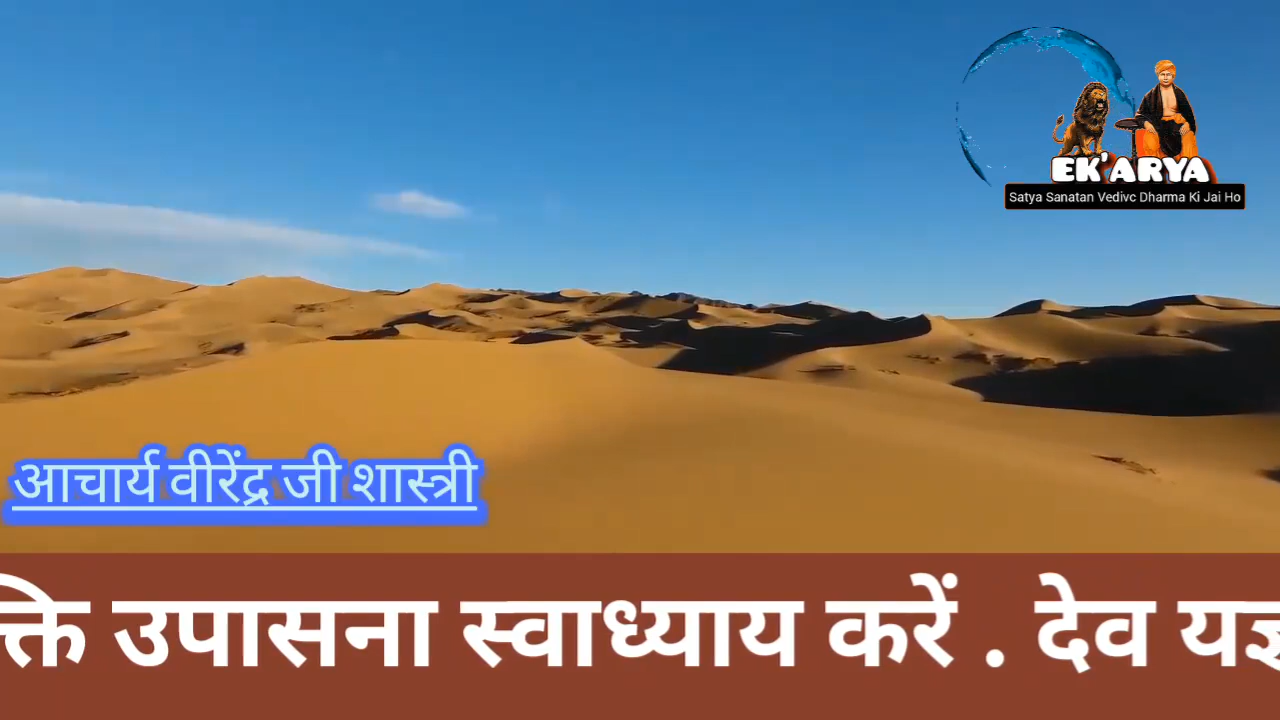 EK'ARYA
Satya Sanatan Vedivc Dharma Ki Jai Ho
आचार्य वीरेंद्र जी शास्त्री
उपासना स्वाध्याय करें . देव